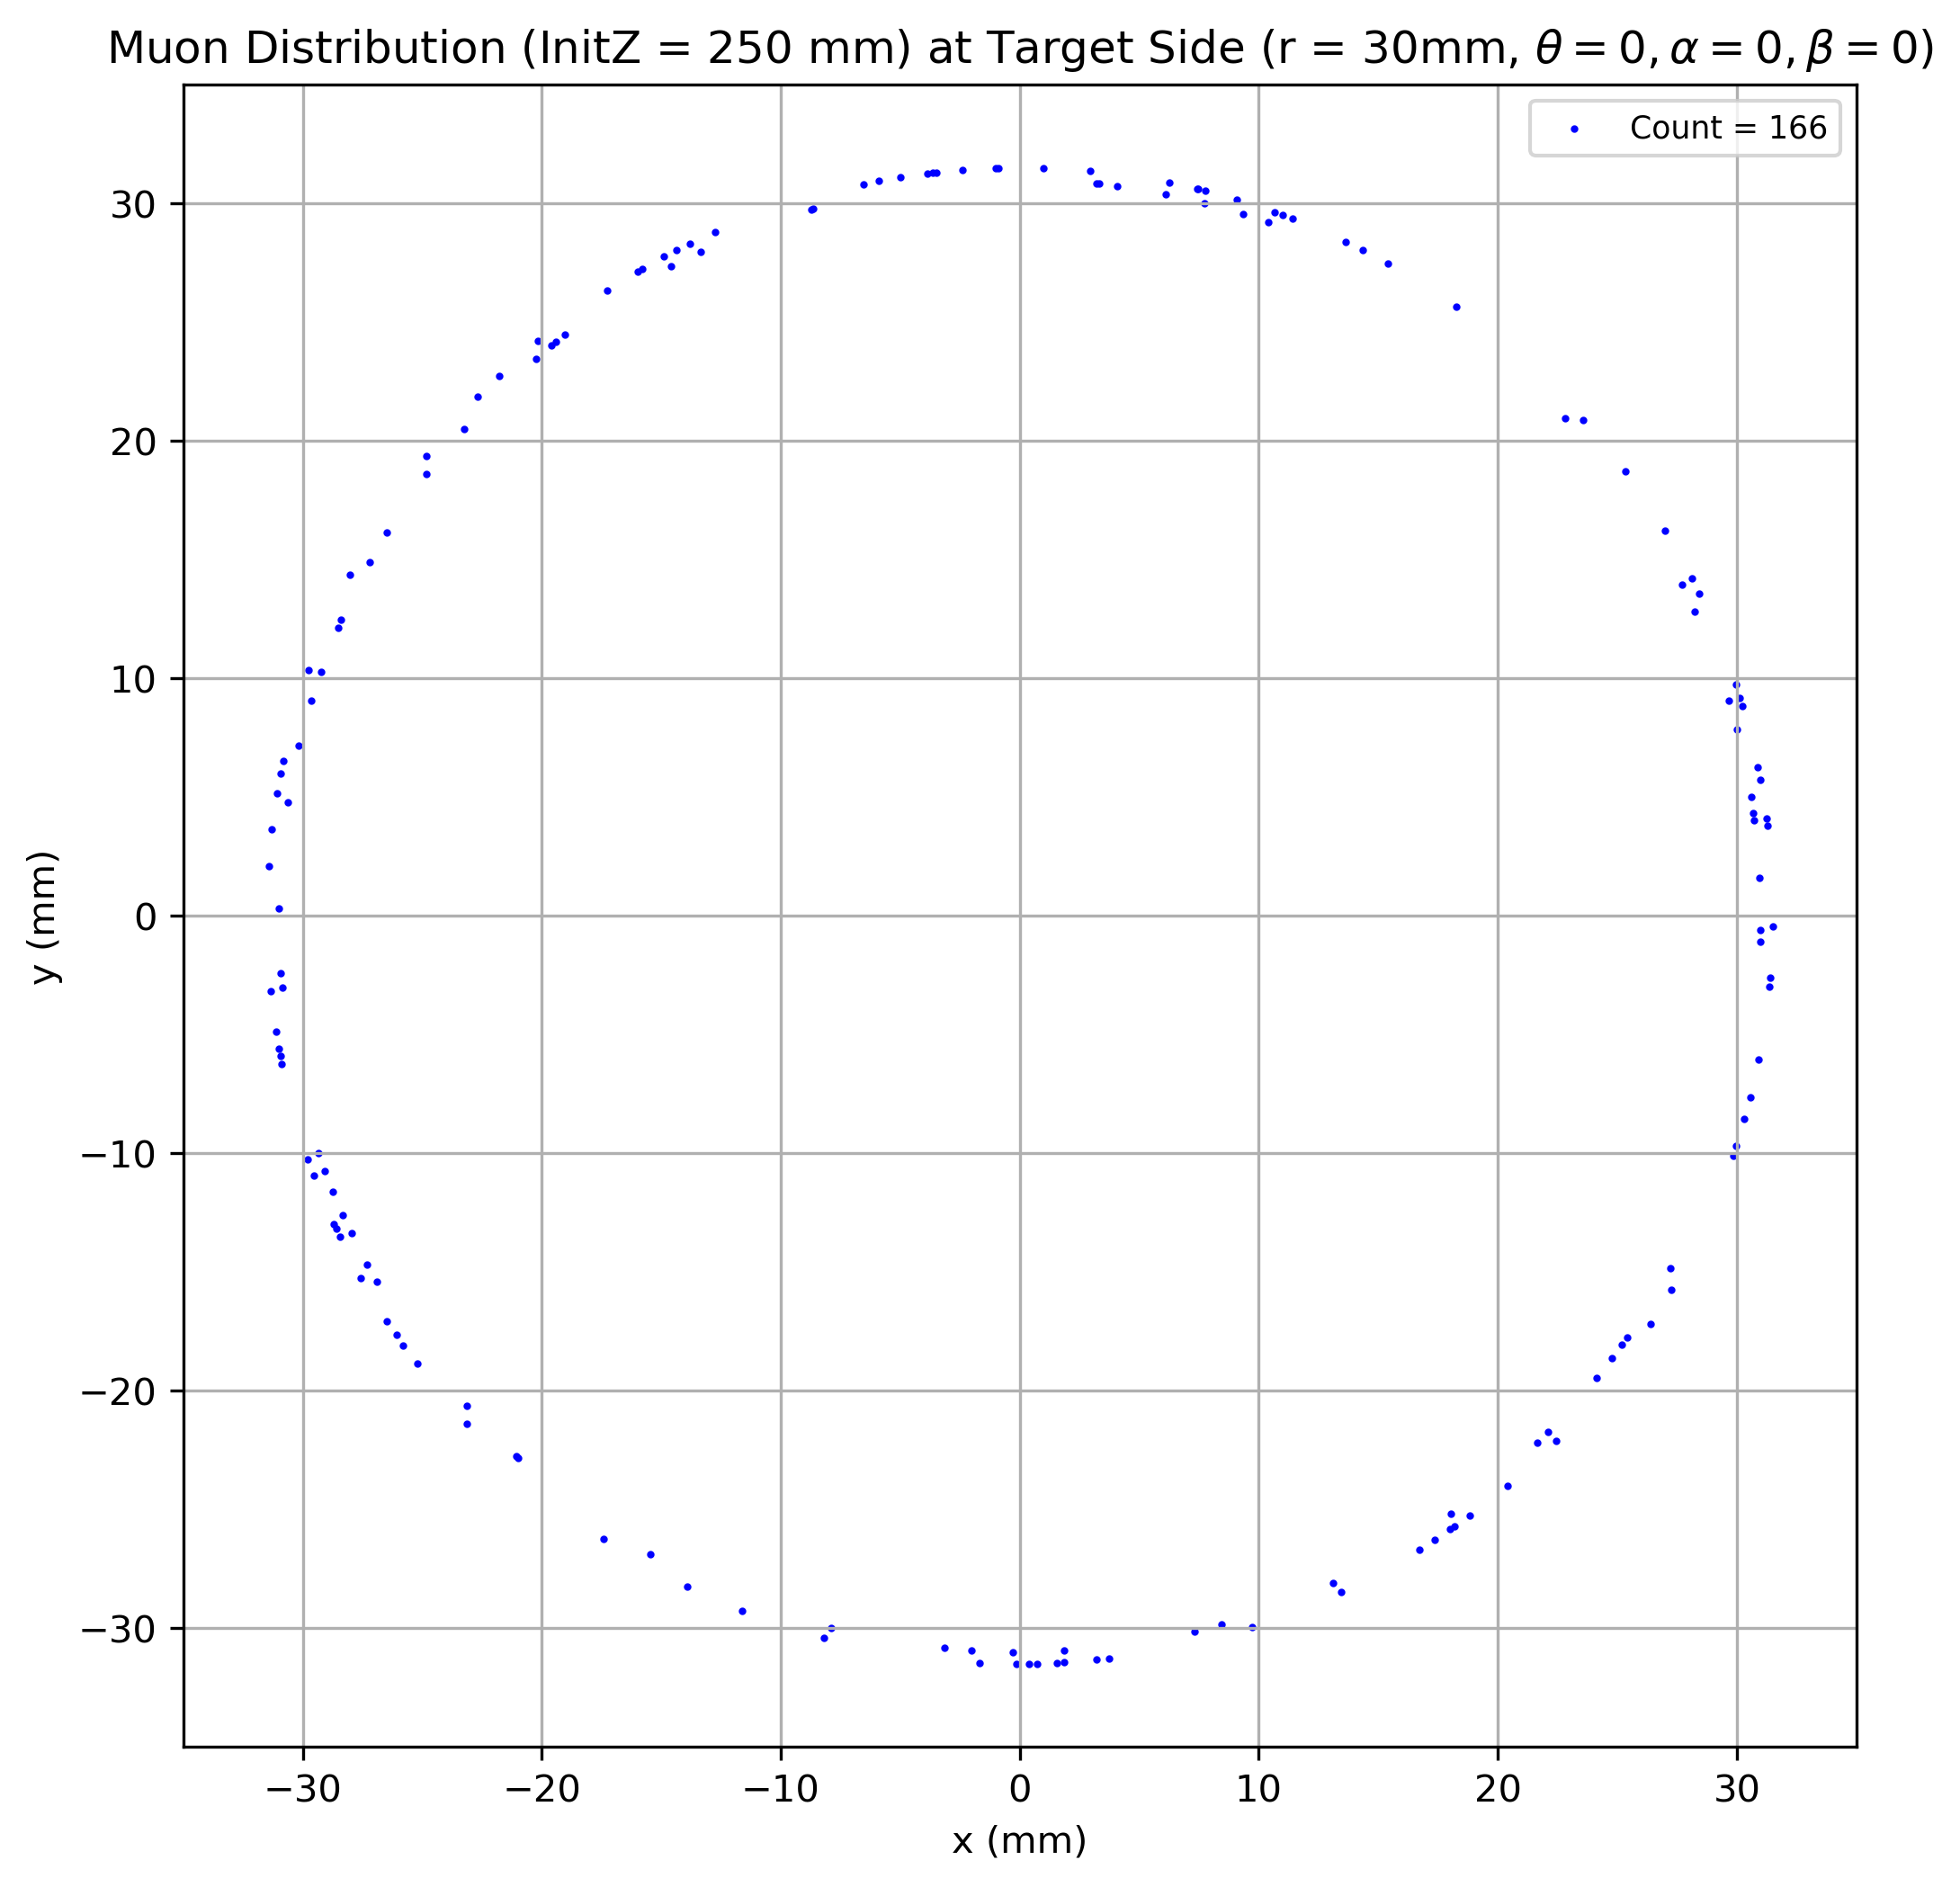 Muon Distribution (InitZ = 250 mm) at Target Side (r = 30mm, θ = 0, α = 0, β = 0)
Count = 166
30
20
10
0
−10
−20
−30
y (mm)
−30 −20 −10 0 10 20 30
x (mm)